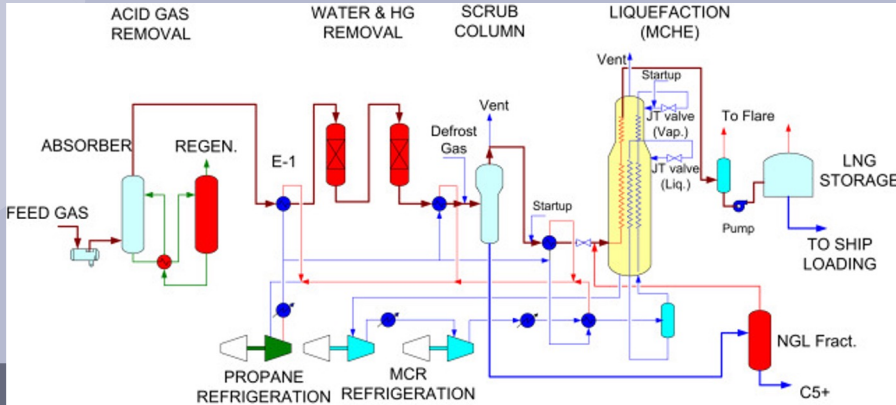 ACID GAS
REMOVAL
WATER & HG
REMOVAL
SCRUB
COLUMN
LIQUEFACTION
(MCHE)
Vent
Startup
JT valve
(Vap.)
JT valve
(Liq.)
To Flare
LNG
STORAGE
Pump
TO SHIP
LOADING
ABSORBER
REGEN.
E-1
Defrost
Gas
Vent
Startup
FEED GAS
PROPANE
REFRIGERATION
MCR
REFRIGERATION
NGL Fract.
C5+